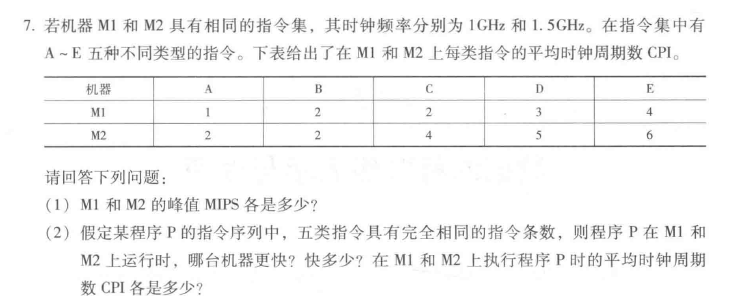 7. 若机器 M1 和 M2 具有相同的指令集，其时钟频率分别为 1GHz 和 1.5GHz。在指令集中有
A ~ E 五种不同类型的指令。下表给出了在 M1 和 M2 上每类指令的平均时钟周期数 CPI。
机器 A B C D E
M1 1 2 2 3 4
M2 2 2 4 5 6
请回答下列问题：
(1) M1 和 M2 的峰值 MIPS 各是多少？
(2) 假定某程序 P 的指令序列中，五类指令具有完全相同的指令条数，则程序 P 在 M1 和
M2 上运行时，哪台机器更快？快多少？在 M1 和 M2 上执行程序 P 时的平均时钟周期
数 CPI 各是多少？